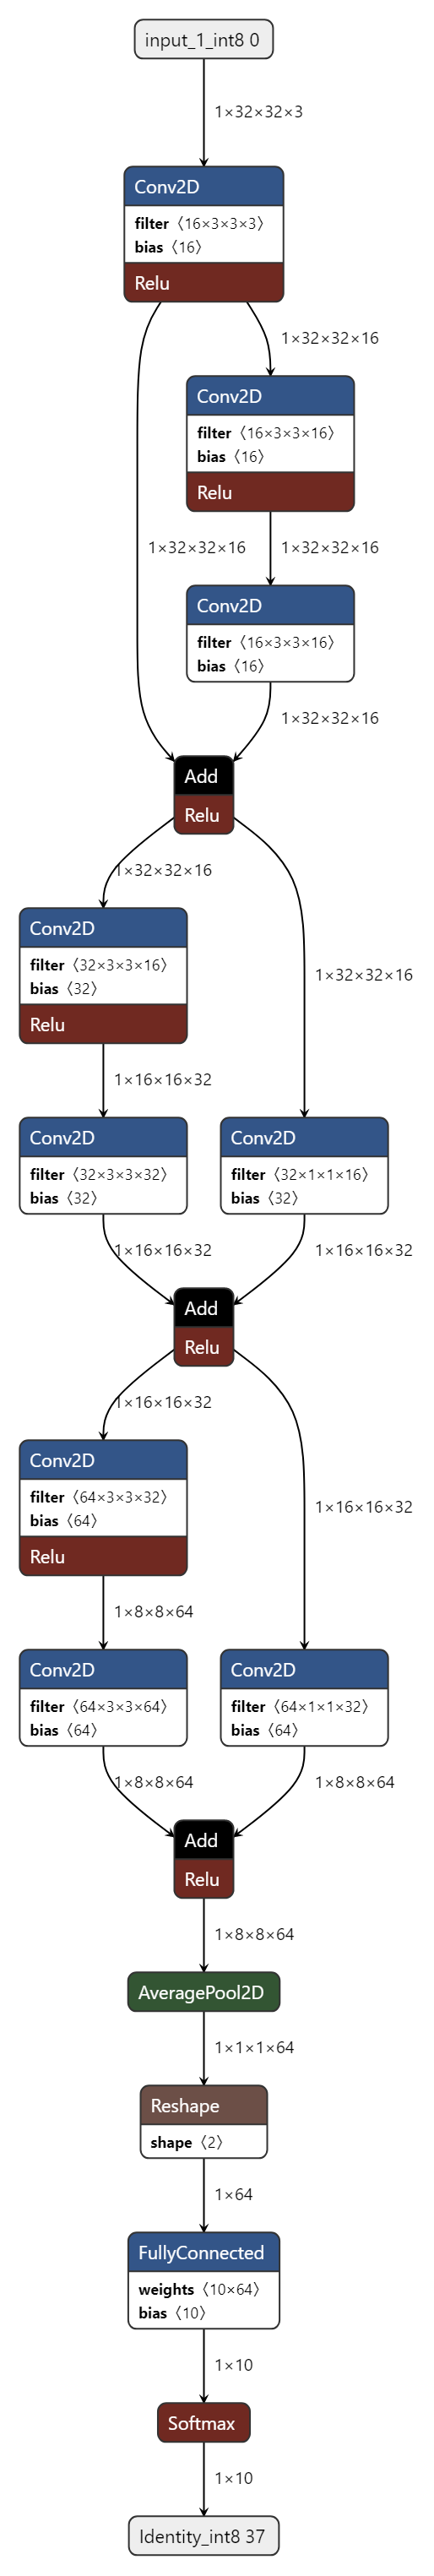 input_1_int8 0
1×32×32×3
Conv2D
filter〈16×3×3×3〉
bias〈16〉
Relu
1×32×32×16
Conv2D
filter〈16×3×3×16〉
bias〈16〉
Relu
1×32×32×16
1×32×32×16
Conv2D
filter〈16×3×3×16〉
bias〈16〉
1×32×32×16
Add
Relu
1×32×32×16
Conv2D
filter〈32×3×3×16〉
bias〈32〉
Relu
1×32×32×16
1×16×16×32
Conv2D
filter〈32×3×3×32〉
bias〈32〉
Conv2D
filter〈32×1×1×16〉
bias〈32〉
1×16×16×32
1×16×16×32
Add
Relu
1×16×16×32
Conv2D
filter〈64×3×3×32〉
bias〈64〉
Relu
1×16×16×32
1×8×8×64
Conv2D
filter〈64×3×3×64〉
bias〈64〉
Conv2D
filter〈64×1×1×32〉
bias〈64〉
1×8×8×64
1×8×8×64
Add
Relu
1×8×8×64
AveragePool2D
1×1×1×64
Reshape
shape〈2〉
1×64
FullyConnected
weights〈10×64〉
bias〈10〉
1×10
Softmax
1×10
Identity_int8 37